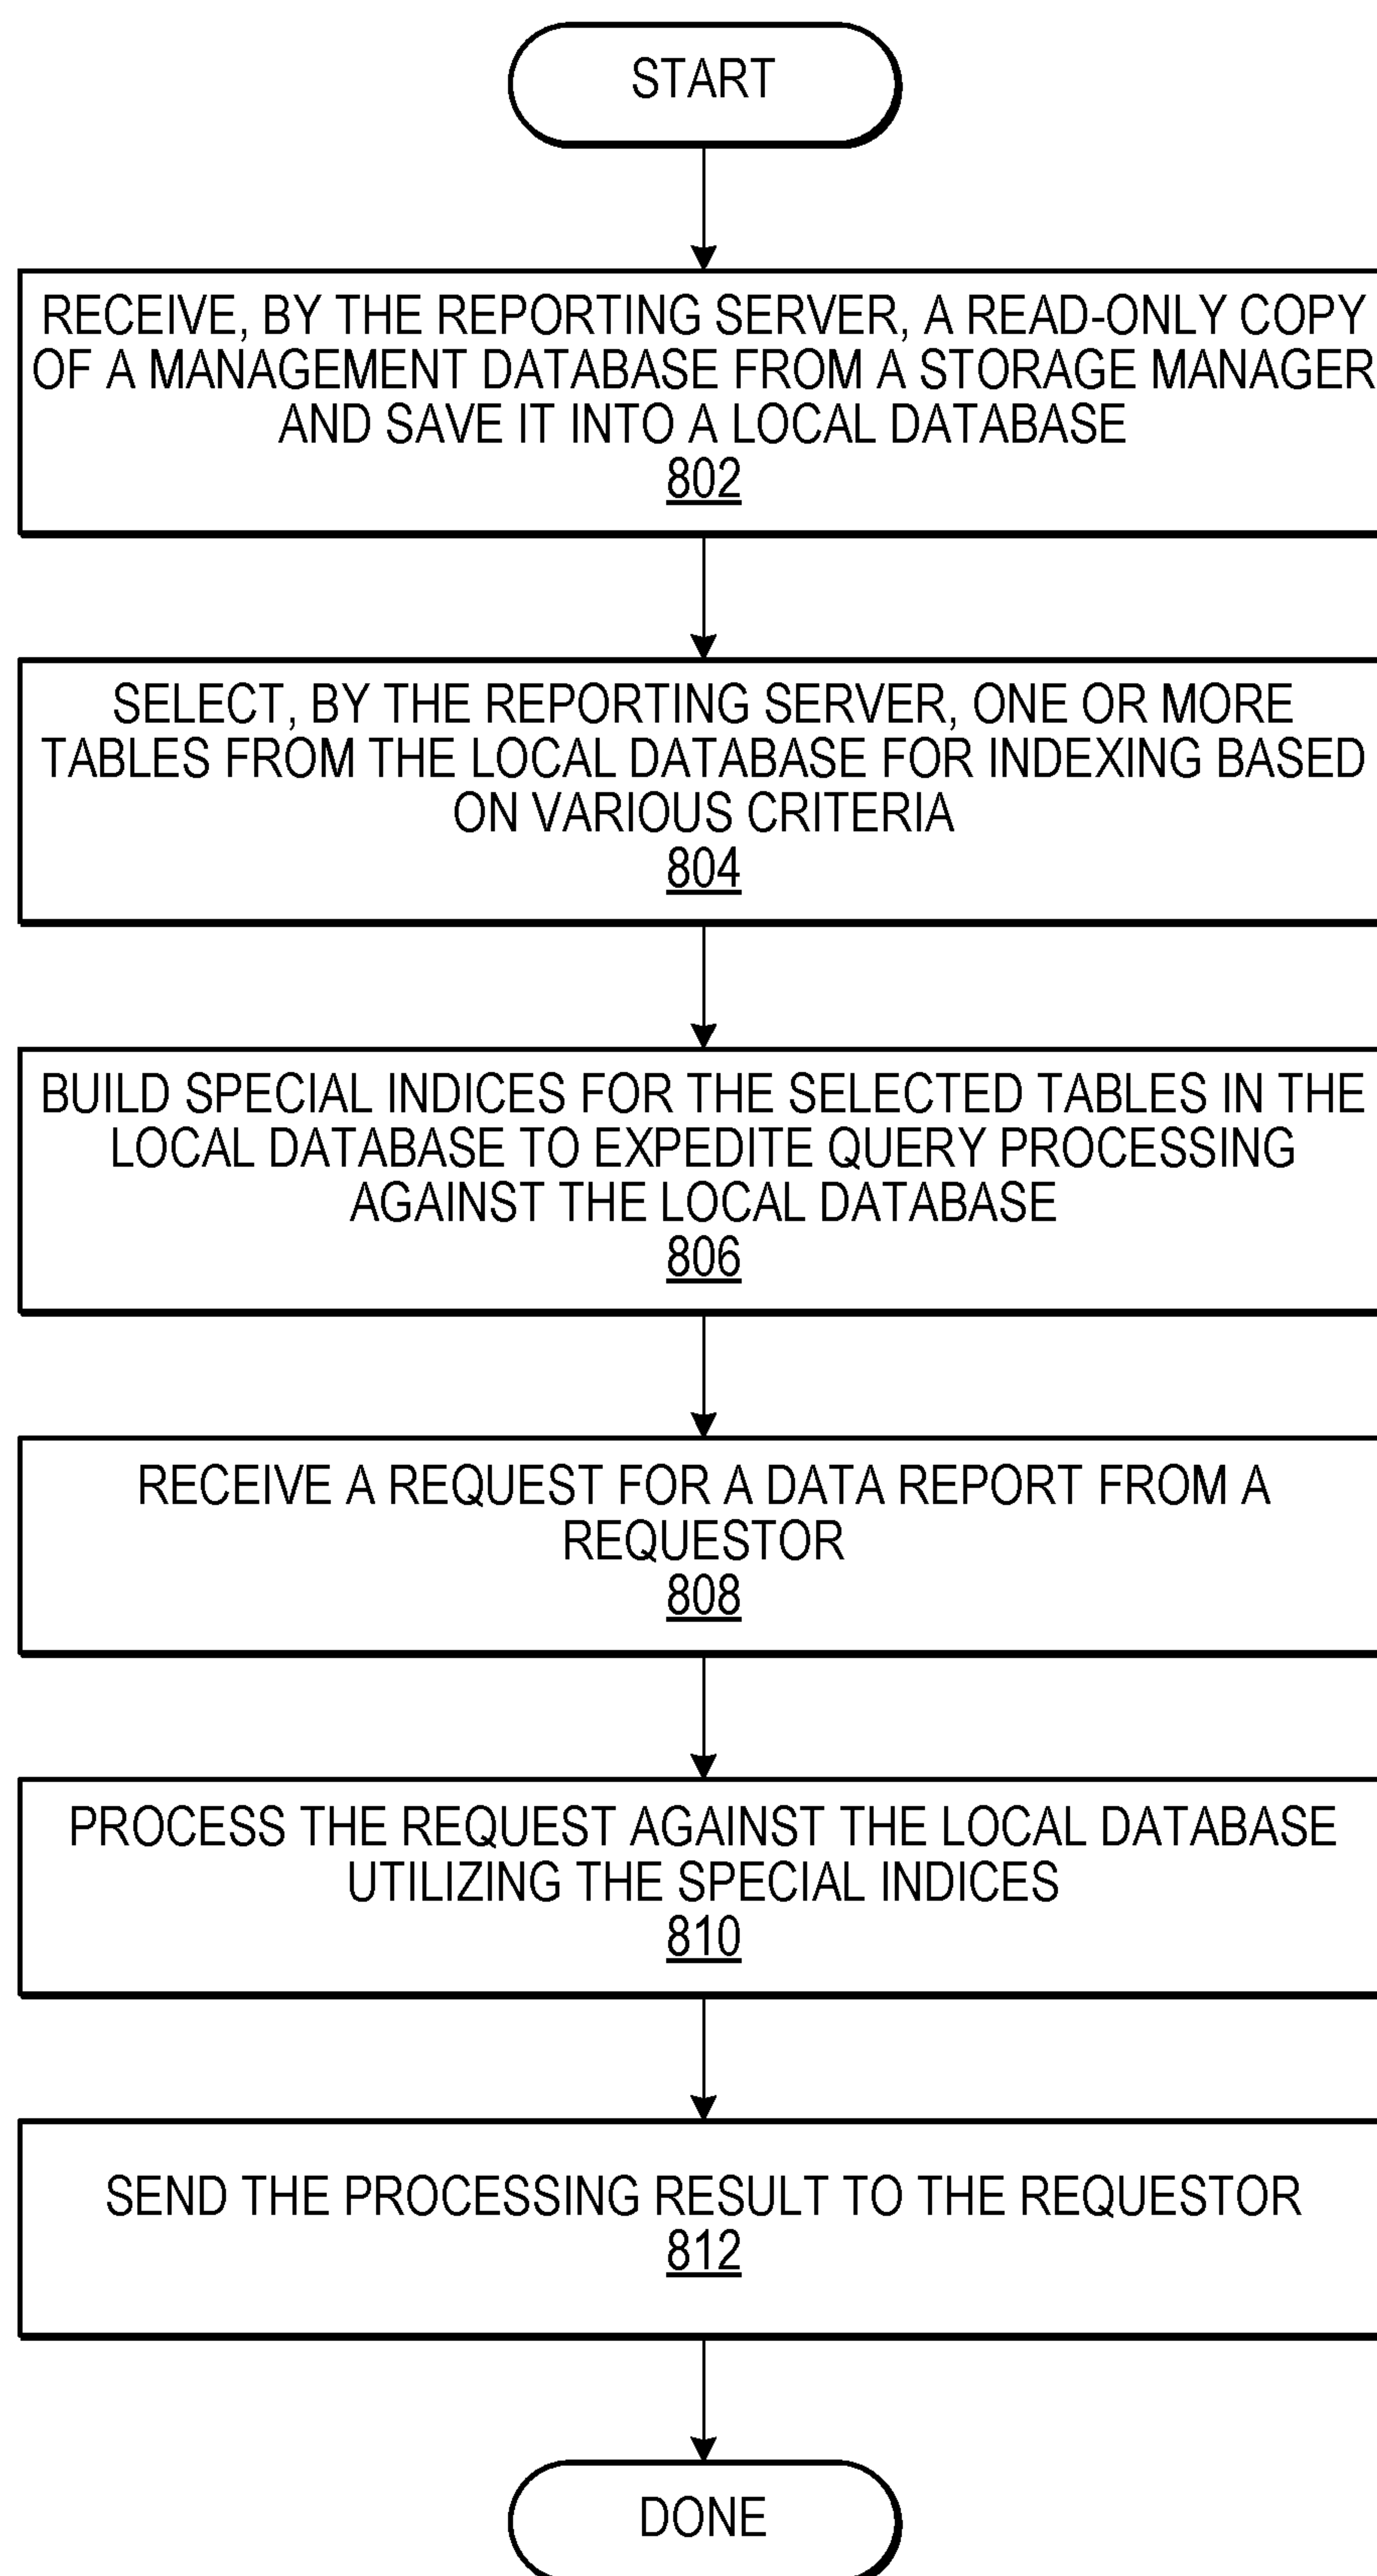 START
RECEIVE, BY THE REPORTING SERVER, A READ-ONLY COPY
OF A MANAGEMENT DATABASE FROM A STORAGE MANAGER
AND SAVE IT INTO A LOCAL DATABASE
802
SELECT, BY THE REPORTING SERVER, ONE OR MORE
TABLES FROM THE LOCAL DATABASE FOR INDEXING BASED
ON VARIOUS CRITERIA
804
BUILD SPECIAL INDICES FOR THE SELECTED TABLES IN THE
LOCAL DATABASE TO EXPEDITE QUERY PROCESSING
AGAINST THE LOCAL DATABASE
806
RECEIVE A REQUEST FOR A DATA REPORT FROM A
REQUESTOR
808
PROCESS THE REQUEST AGAINST THE LOCAL DATABASE
UTILIZING THE SPECIAL INDICES
810
SEND THE PROCESSING RESULT TO THE REQUESTOR
812
DONE